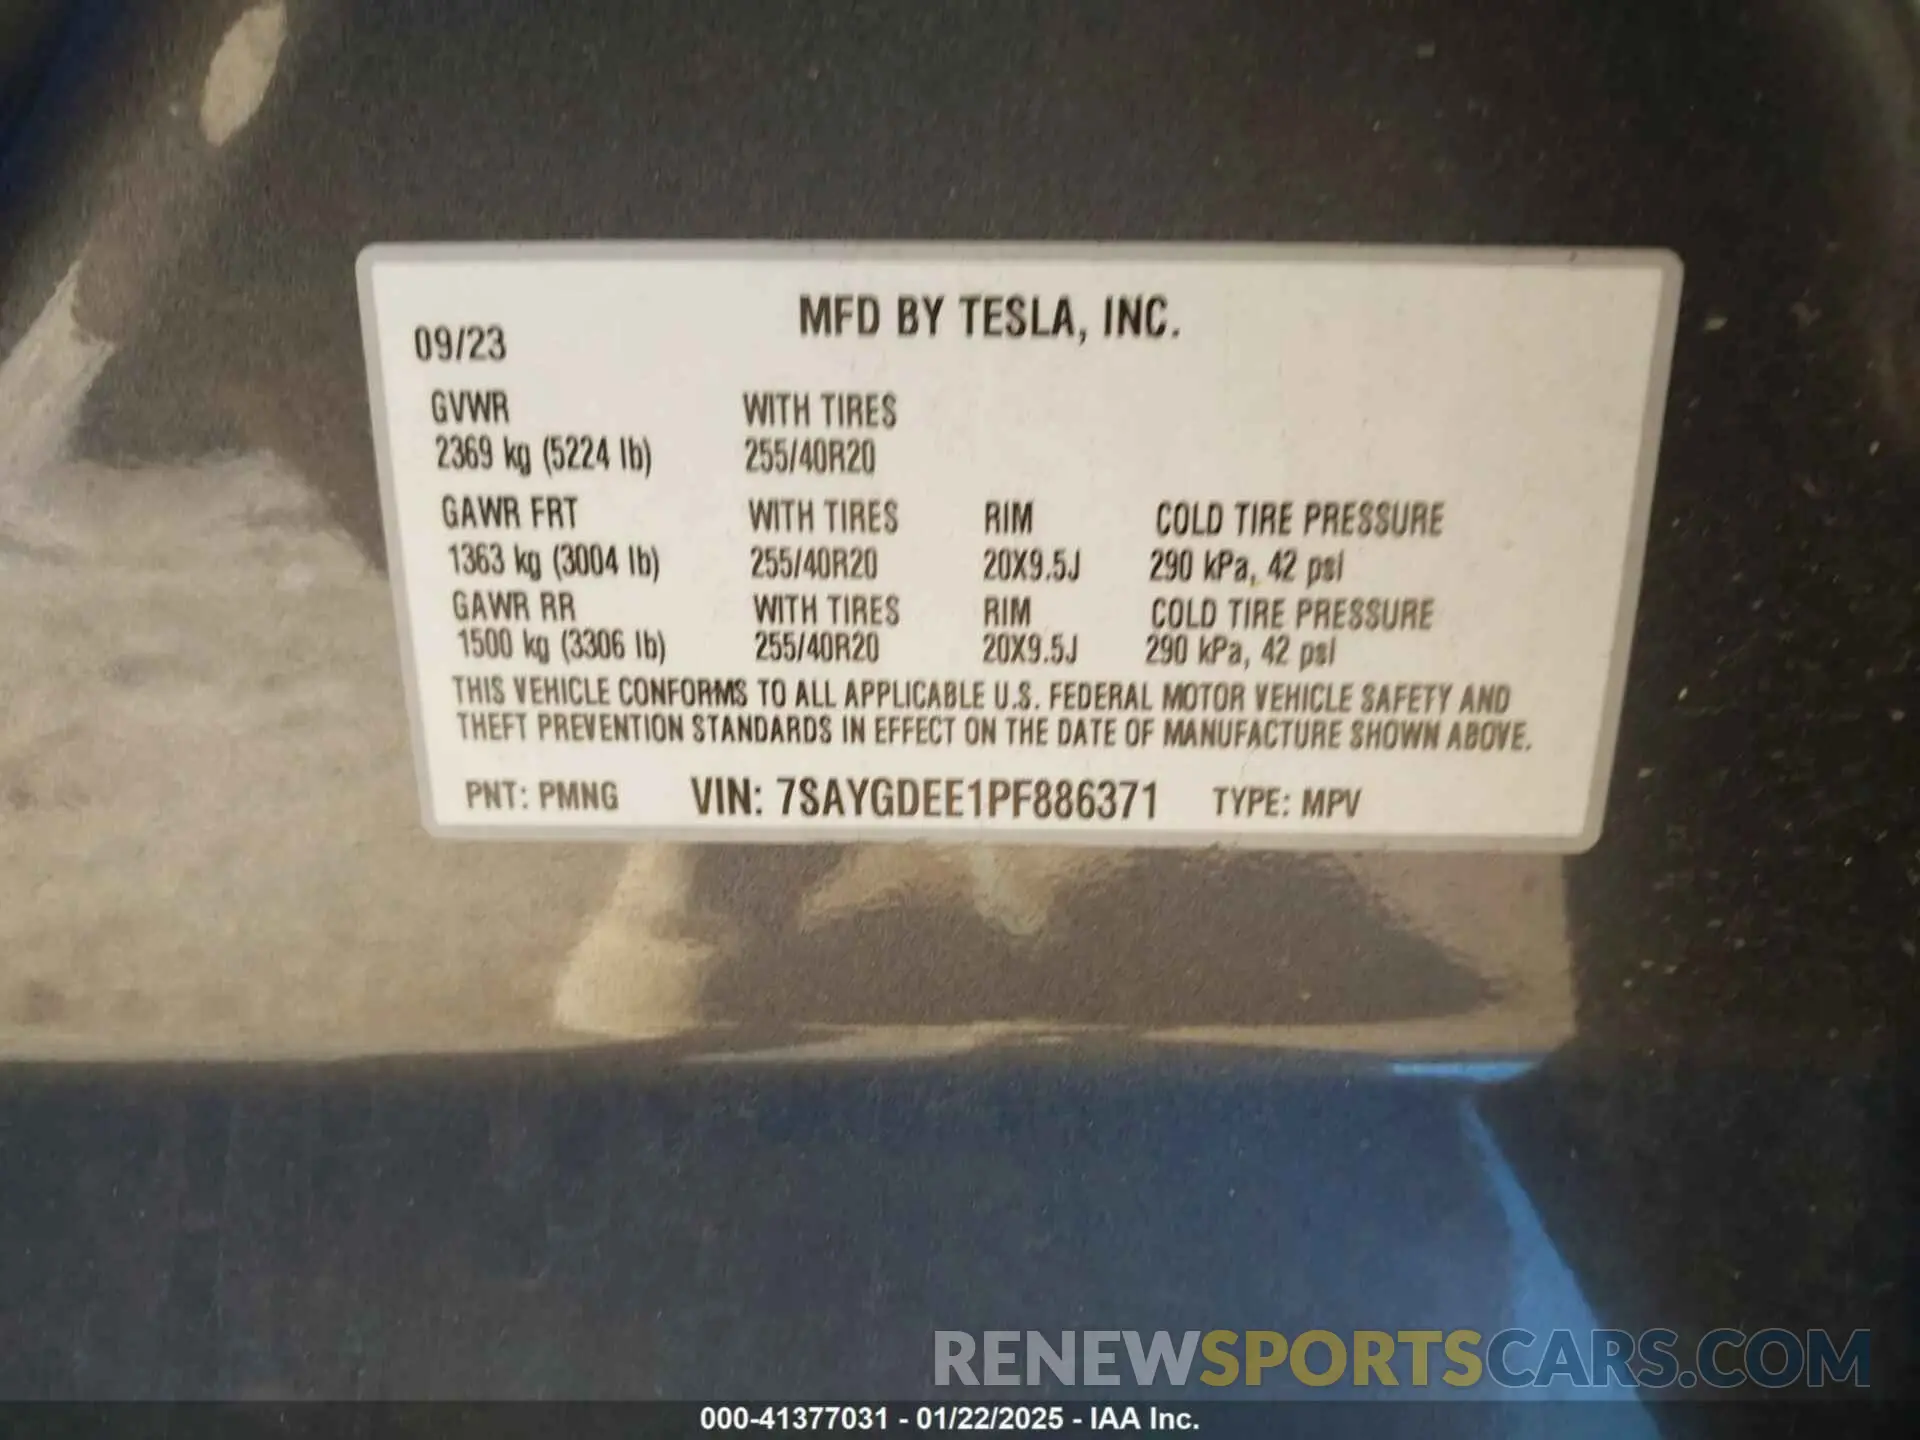 MFD BY TESLA, INC.
09/23
GVWR WITH TIRES
2369 kg (5224 lb) 255/40R20
GAWR FRT WITH TIRES RIM COLD TIRE PRESSURE
1363 kg (3004 lb) 255/40R20 20X9.5J 290 kPa, 42 psi
GAWR RR WITH TIRES RIM COLD TIRE PRESSURE
1500 kg (3306 lb) 255/40R20 20X9.5J 290 kPa, 42 psi
THIS VEHICLE CONFORMS TO ALL APPLICABLE U.S. FEDERAL MOTOR VEHICLE SAFETY AND
THEFT PREVENTION STANDARDS IN EFFECT ON THE DATE OF MANUFACTURE SHOWN ABOVE.
PNT: PMNG VIN: 7SAYGDEE1PF886371 TYPE: MPV
RENEWSPORTSCARS.COM
000-41377031 - 01/22/2025 - IAA Inc.